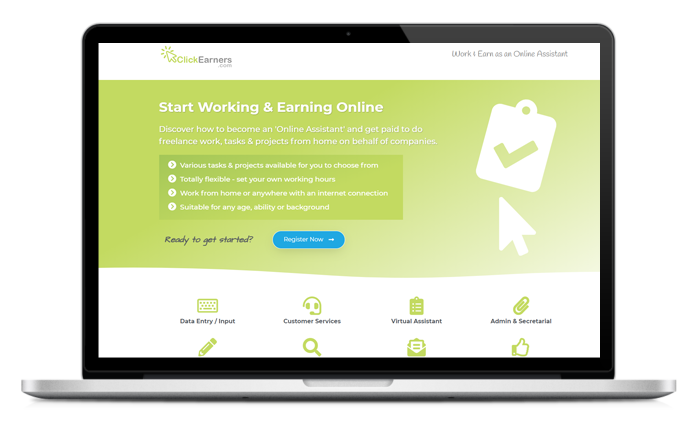 ClickEarners
.com
Work & Earn as an Online Assistant
Start Working & Earning Online
Discover how to become an 'Online Assistant' and get paid to do
freelance work, tasks & projects from home on behalf of companies.
Various tasks & projects available for you to choose from
Totally flexible - set your own working hours
Work from home or anywhere with an internet connection
Suitable for any age, ability or background
Ready to get started?
Register Now
Data Entry / Input
Customer Services
Virtual Assistant
Admin & Secretarial